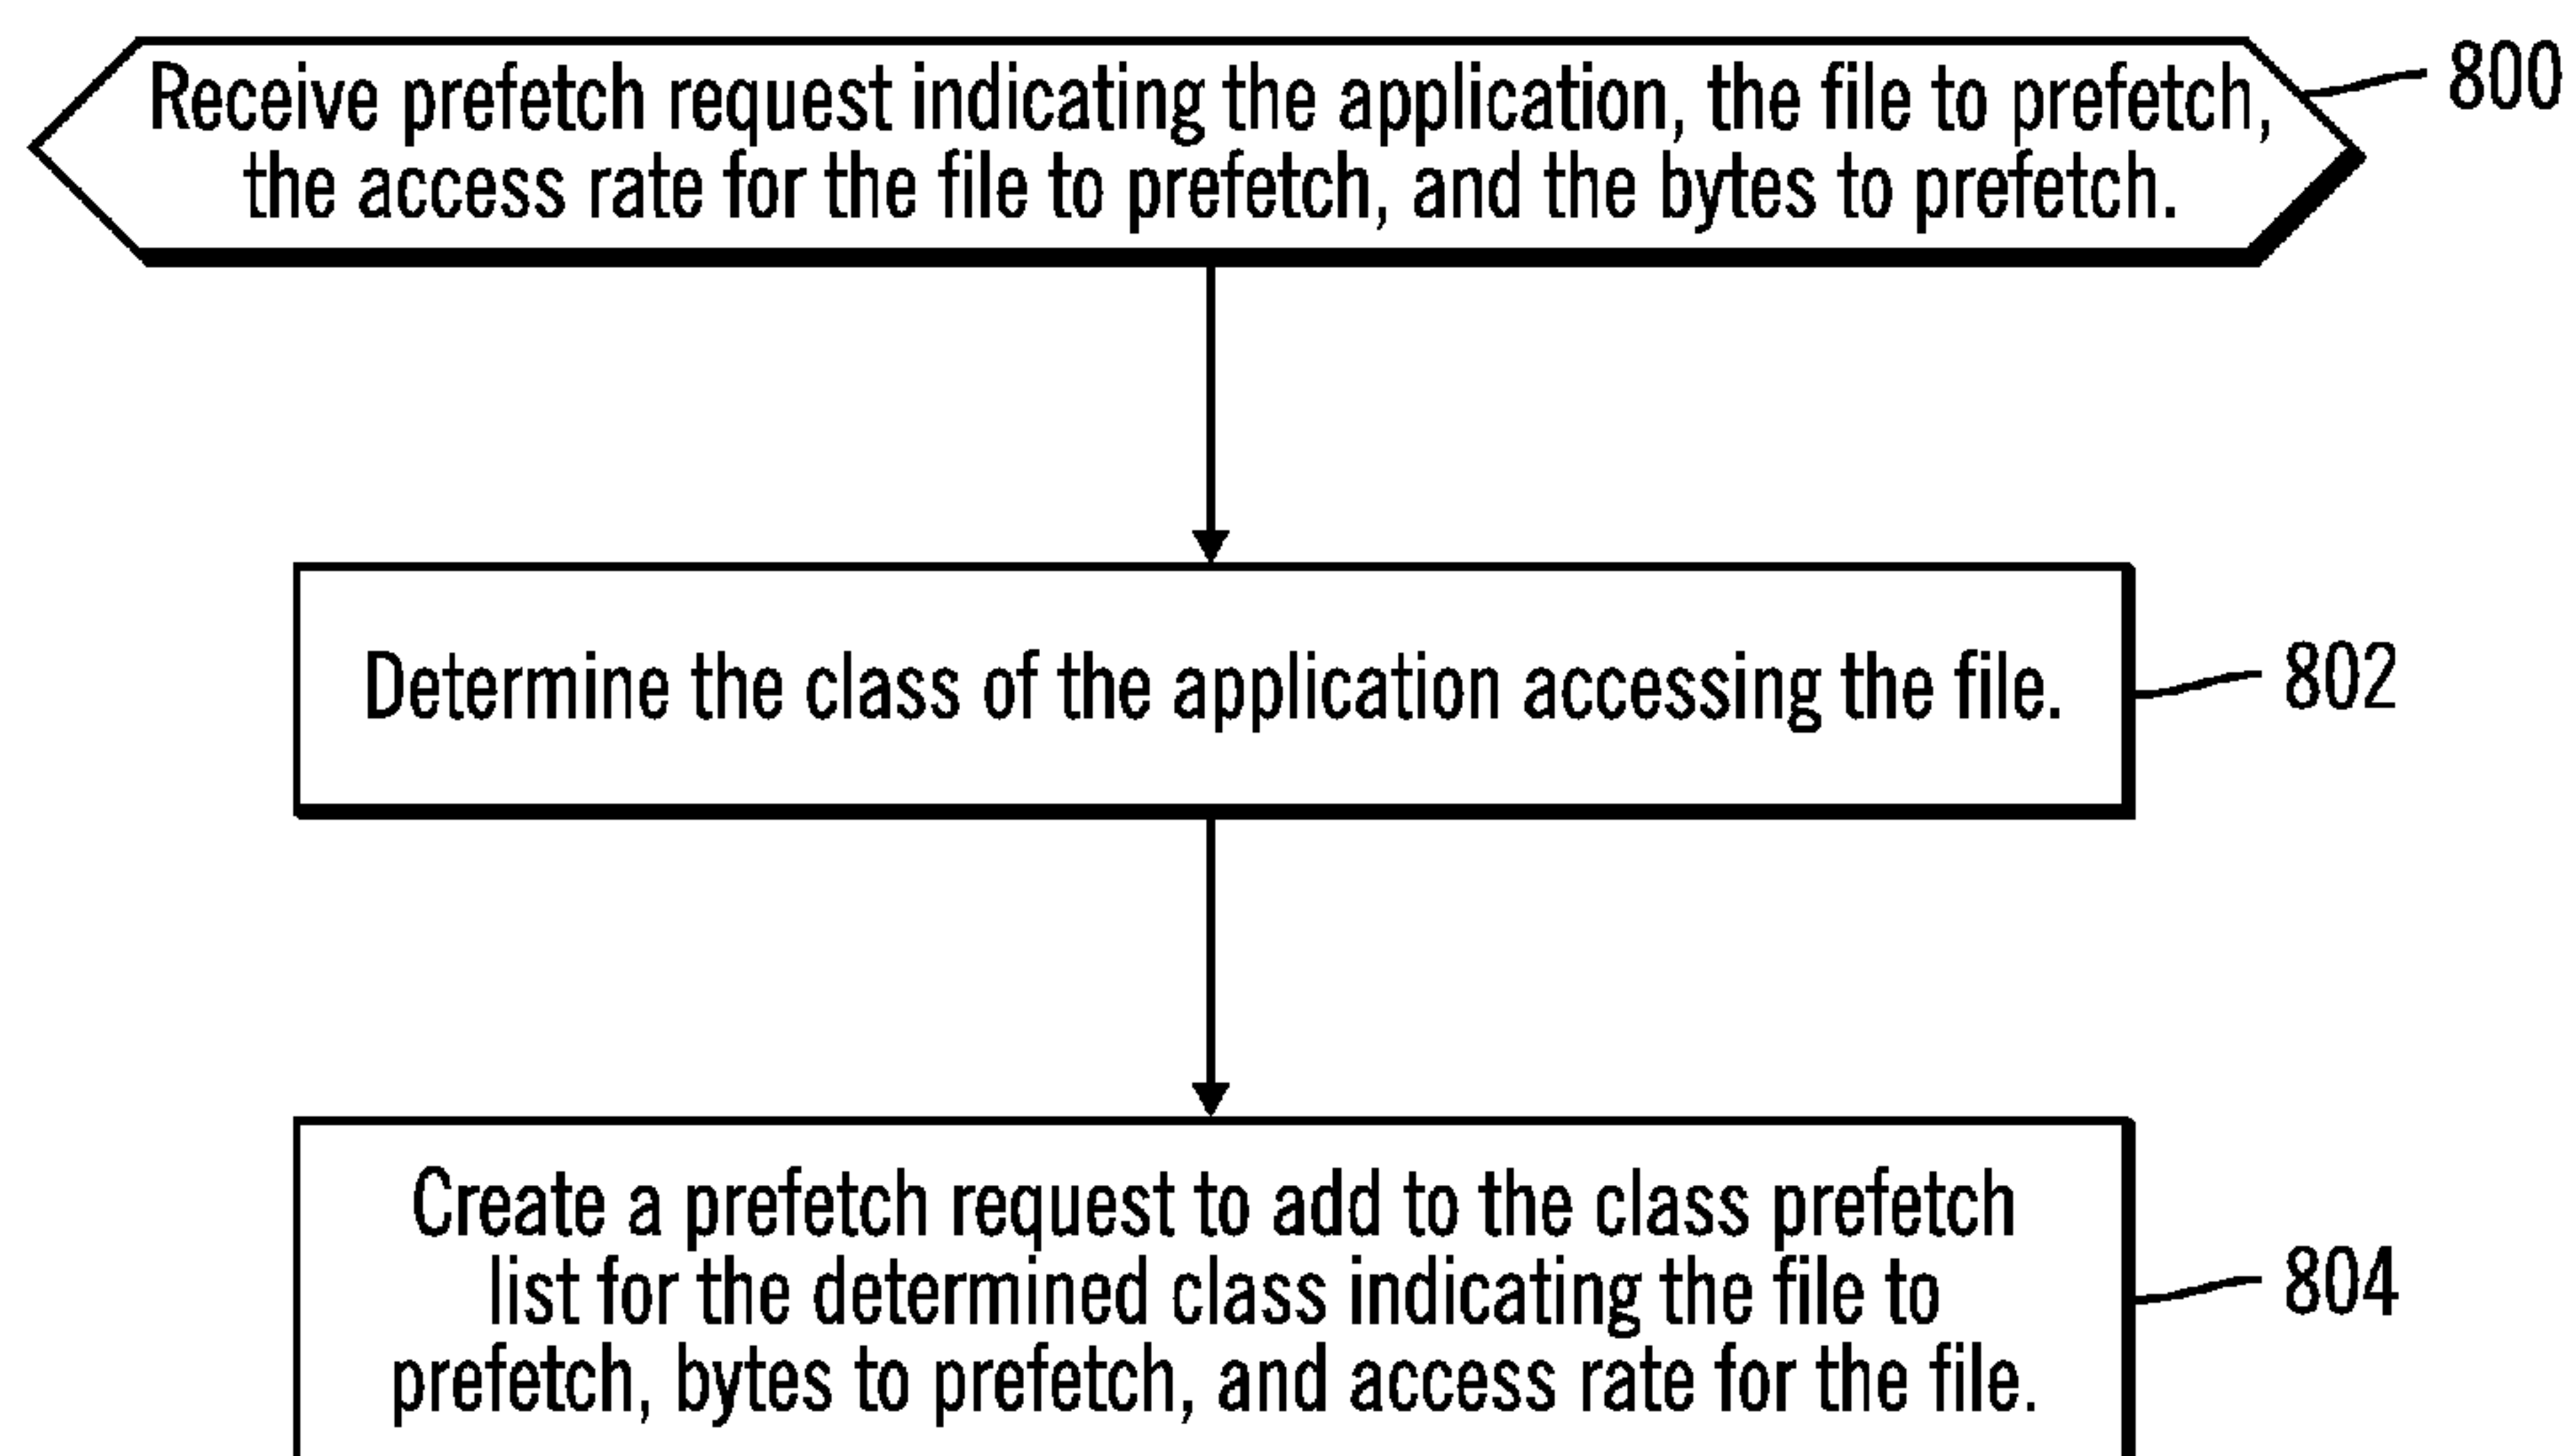 Receive prefetch request indicating the application, the file to prefetch,
the access rate for the file to prefetch, and the bytes to prefetch.
800
Determine the class of the application accessing the file.
802
Create a prefetch request to add to the class prefetch
list for the determined class indicating the file to
prefetch, bytes to prefetch, and access rate for the file.
804